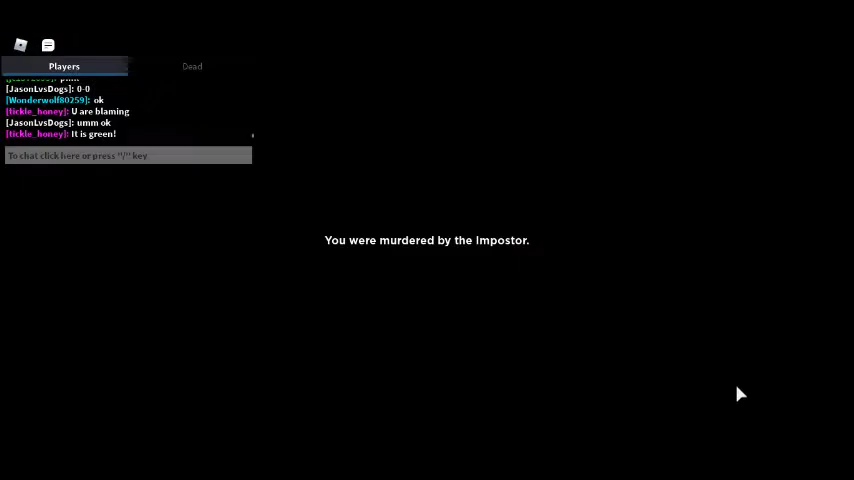 Players
Dead
[JasonLvsDogs]: 0-0
[Wonderwolf80259]: ok
[tickle_honey]: U are blaming
[JasonLvsDogs]: umm ok
[tickle_honey]: It is green!
To chat click here or press "/" key
You were murdered by the Impostor.